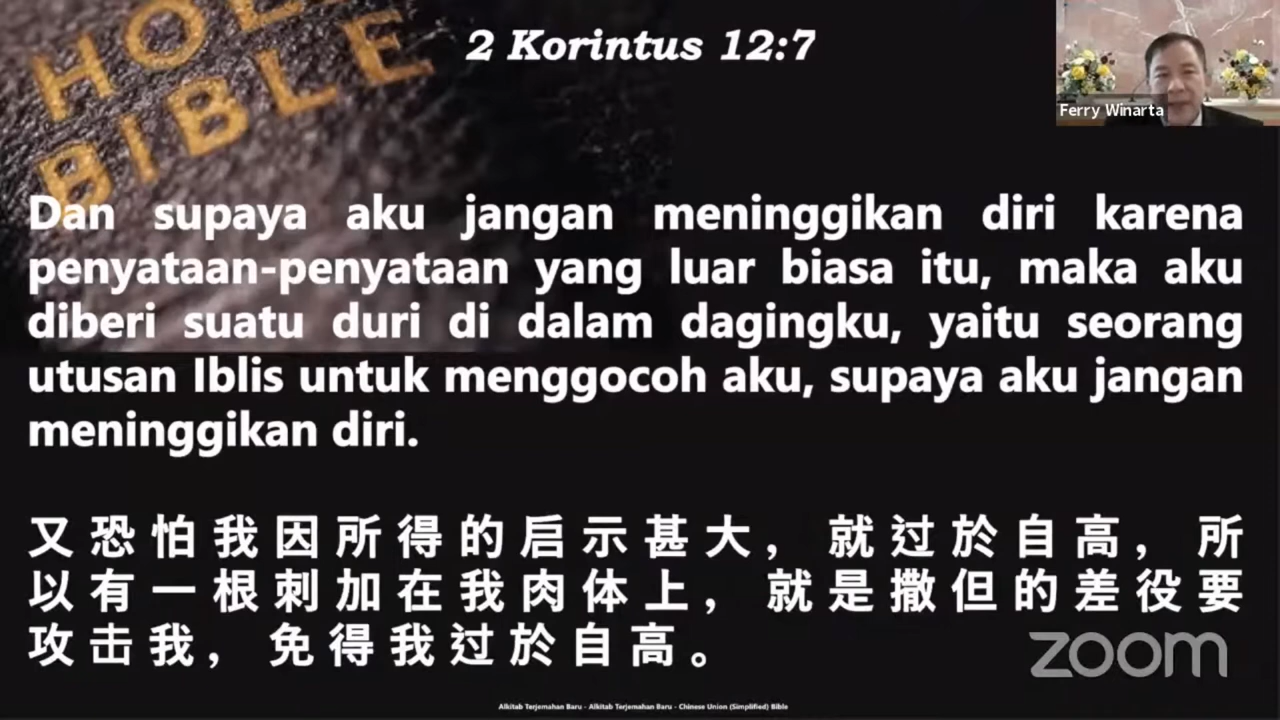 HOL
BIBLE
2 Korintus 12:7
Ferry Winarta
Dan supaya aku jangan meninggikan diri karena
penyataan-penyataan yang luar biasa itu, maka aku
diberi suatu duri di dalam dagingku, yaitu seorang
utusan Iblis untuk menggocoh aku, supaya aku jangan
meninggikan diri.
又恐怕我因所得的启示甚大，就过於自高，所
以有一根刺加在我肉体上，就是撒但的差役要
攻击我，免得我过於自高。
zoom
Alkitab Terjemahan Baru - Alkitab Terjemahan Baru - Chinese Union (Simplified) Bible